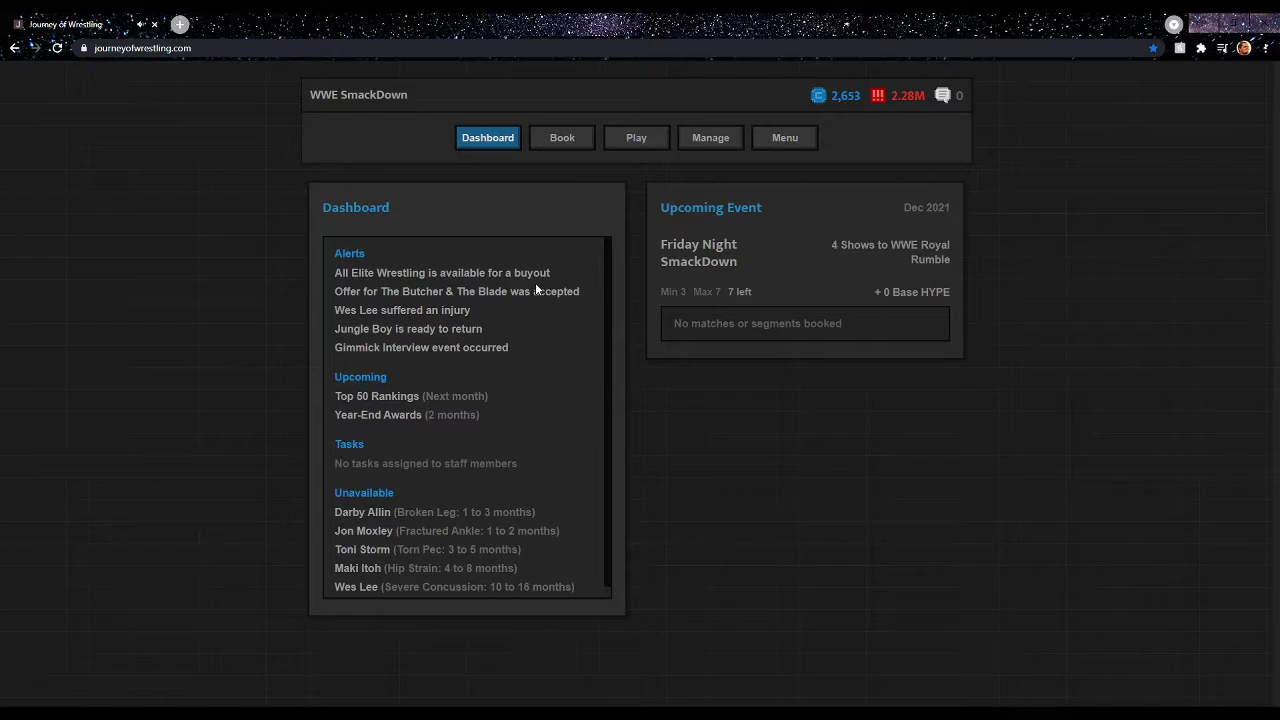 Journey of Wrestling
journeyofwrestling.com
WWE SmackDown
2,653
2.28M
0
Dashboard
Book
Play
Manage
Menu
Dashboard
Alerts
All Elite Wrestling is available for a buyout
Offer for The Butcher & The Blade was accepted
Wes Lee suffered an injury
Jungle Boy is ready to return
Gimmick Interview event occurred
Upcoming
Top 50 Rankings (Next month)
Year-End Awards (2 months)
Tasks
No tasks assigned to staff members
Unavailable
Darby Allin (Broken Leg: 1 to 3 months)
Jon Moxley (Fractured Ankle: 1 to 2 months)
Toni Storm (Torn Pec: 3 to 5 months)
Maki Itoh (Hip Strain: 4 to 8 months)
Wes Lee (Severe Concussion: 10 to 16 months)
Upcoming Event
Dec 2021
Friday Night
SmackDown
4 Shows to WWE Royal
Rumble
Min 3 Max 7 7 left
+ 0 Base HYPE
No matches or segments booked